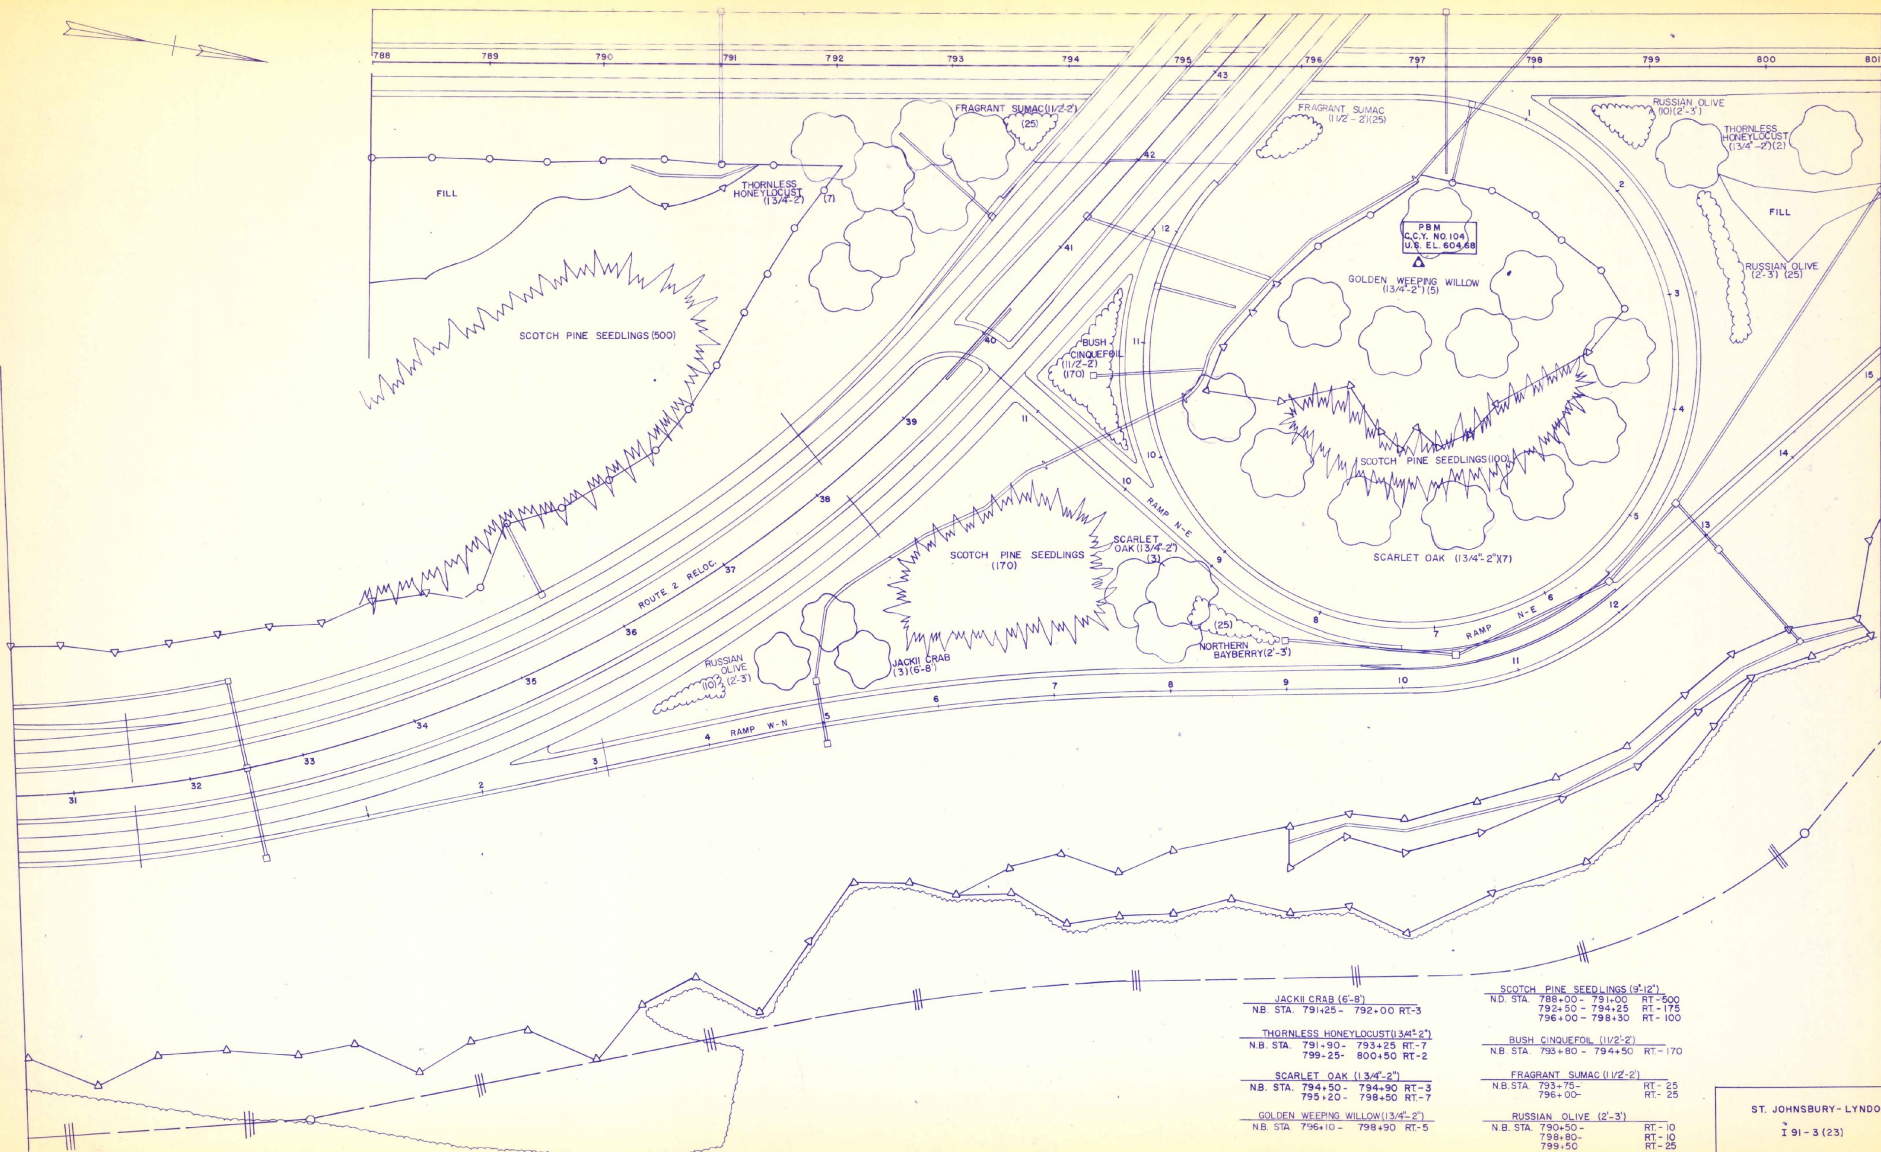 788 789 790 791 792 793 794 795 796 797 798 799 800 801
43
FRAGRANT SUMAC (1 1/2'-2')
(25)
FRAGRANT SUMAC
(1 1/2' - 2')(25)
RUSSIAN OLIVE
(10)(2'-3')
THORNLESS
HONEYLOCUST
(1 3/4"-2")(2)
1
42
FILL
THORNLESS
HONEYLOCUST
(1 3/4"-2") (7)
2
FILL
12
PBM
C.C.Y. NO. 104
U.S. EL. 604.68
41
RUSSIAN OLIVE
(2'-3') (25)
GOLDEN WEEPING WILLOW
(1 3/4"-2") (5)
3
SCOTCH PINE SEEDLINGS (500)
40
BUSH
CINQUEFOIL
(1 1/2'-2')
(170)
11
15
39
11
4
10
SCOTCH PINE SEEDLINGS (100)
14
38
10
RAMP N-E
5
13
SCARLET
OAK (1 3/4"-2")
(3)
SCOTCH PINE SEEDLINGS
(170)
SCARLET OAK (1 3/4"-2")(7)
9
ROUTE 2 RELOC.
37
6
12
8
7
RAMP N-E
36
(25)
NORTHERN
BAYBERRY (2'-3')
RUSSIAN
OLIVE
(10) (2'-3')
JACKII CRAB
(3)(6'-8')
11
35
7 8 9 10
6
34
5
RAMP W-N
4
33
3
32
2
31
1
JACKII CRAB (6'-8')
N.B. STA. 791+25 - 792+00 RT-3
THORNLESS HONEYLOCUST (1 3/4"-2")
N.B. STA. 791+90 - 793+25 RT-7
799+25 - 800+50 RT-2
SCARLET OAK (1 3/4"-2")
N.B. STA. 794+50 - 794+90 RT-3
795+20 - 798+50 RT-7
GOLDEN WEEPING WILLOW (1 3/4"-2")
N.B. STA. 796+10 - 798+90 RT-5
SCOTCH PINE SEEDLINGS (9"-12")
N.D. STA. 788+00 - 791+00 RT-500
792+50 - 794+25 RT-175
796+00 - 798+30 RT-100
BUSH CINQUEFOIL (1 1/2'-2')
N.B. STA. 793+80 - 794+50 RT-170
FRAGRANT SUMAC (1 1/2'-2')
N.B. STA. 793+75 - RT-25
796+00 - RT-25
RUSSIAN OLIVE (2'-3')
N.B. STA. 790+50 - RT-10
798+80 - RT-10
799+50 RT-25
ST. JOHNSBURY - LYNDO
I 91-3 (23)